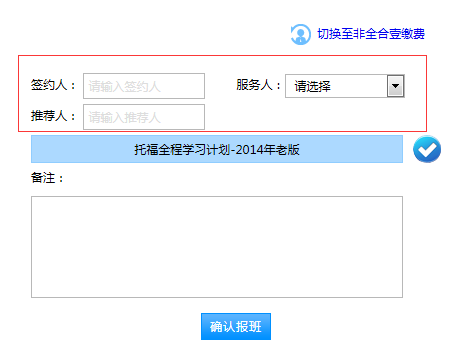 切换至非全合壹缴费
签约人： 请输入签约人 服务人： 请选择
推荐人： 请输入推荐人
托福全程学习计划-2014年老版
备注：
确认报班